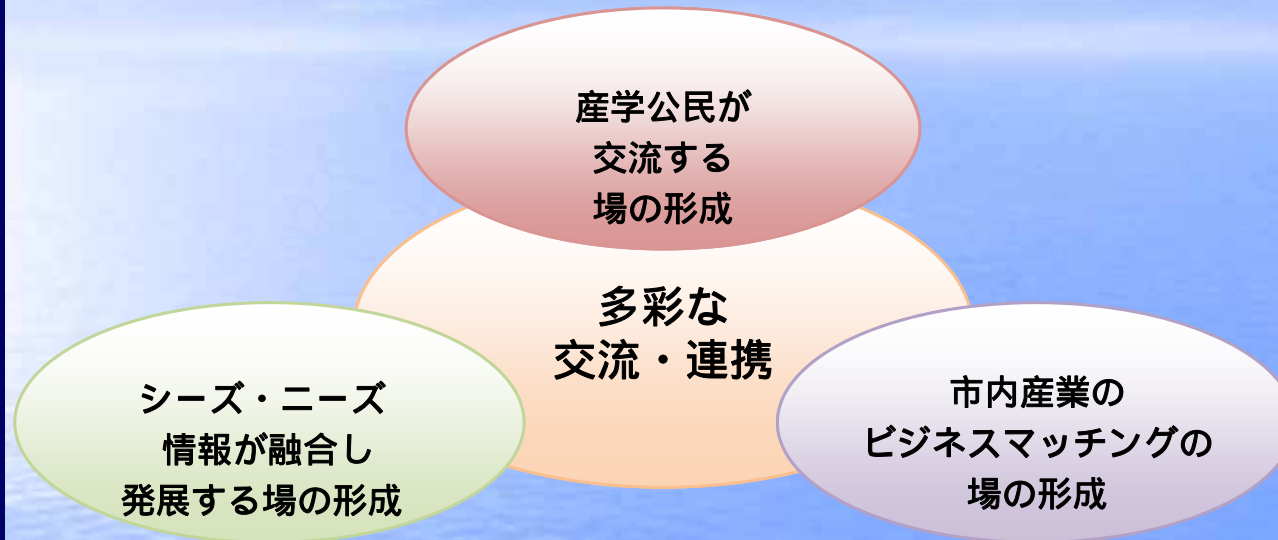 産学公民が
交流する
場の形成
多彩な
交流・連携
シーズ・ニーズ
情報が融合し
発展する場の形成
市内産業の
ビジネスマッチングの
場の形成